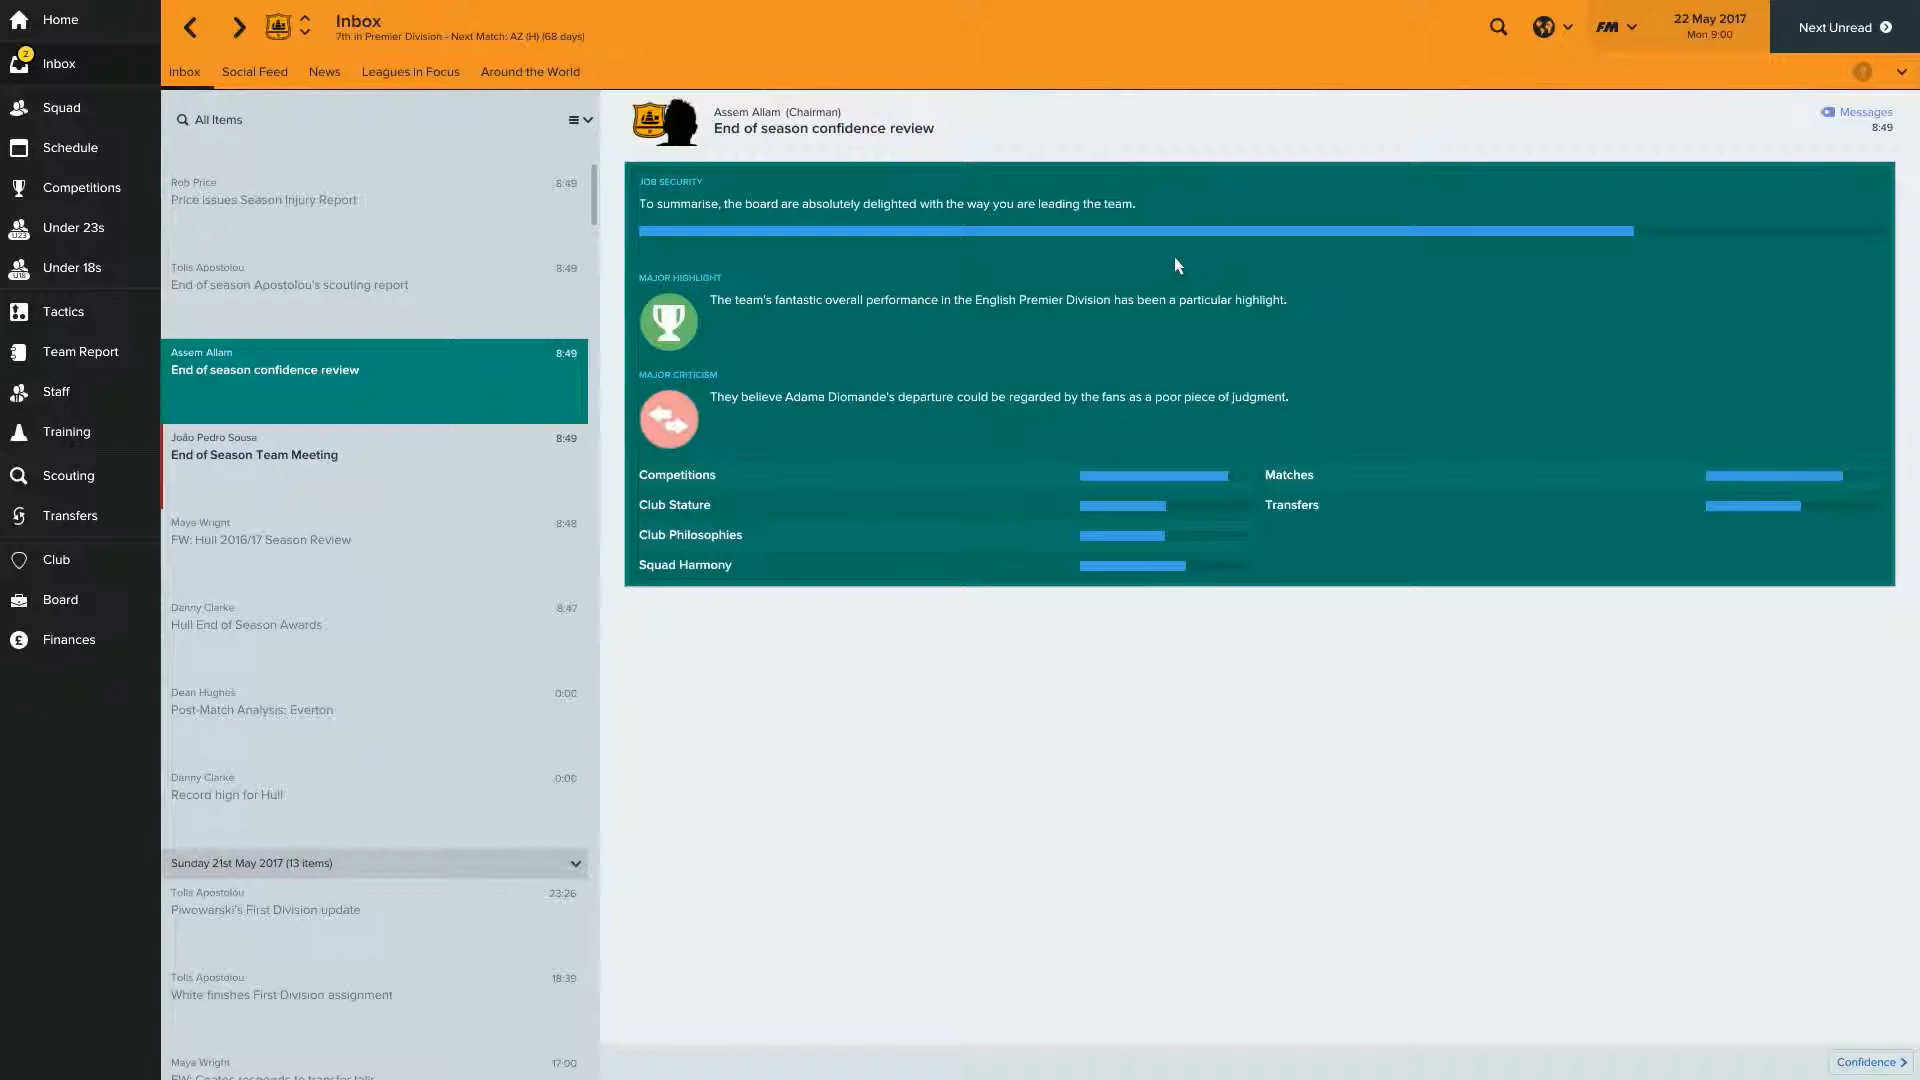 Home
2
Inbox
Squad
Schedule
Competitions
U23
Under 23s
U18
Under 18s
Tactics
Team Report
Staff
Training
Scouting
Transfers
Club
Board
£
Finances
Inbox
7th in Premier Division - Next Match: AZ (H) (68 days)
FM
22 May 2017
Mon 9:00
Next Unread
Inbox
Social Feed
News
Leagues in Focus
Around the World
All Items
Rob Price
8:49
Price issues Season Injury Report
Tolis Apostolou
8:49
End of season Apostolou's scouting report
Assem Allam
8:49
End of season confidence review
João Pedro Sousa
8:49
End of Season Team Meeting
Maya Wright
8:48
FW: Hull 2016/17 Season Review
Danny Clarke
8:47
Hull End of Season Awards
Dean Hughes
0:00
Post-Match Analysis: Everton
Danny Clarke
0:00
Record high for Hull
Sunday 21st May 2017 (13 items)
Tolis Apostolou
23:26
Piwowarski's First Division update
Tolis Apostolou
18:39
White finishes First Division assignment
Maya Wright
17:00
FW: Coates responds to transfer talk
Assem Allam (Chairman)
End of season confidence review
Messages
8:49
JOB SECURITY
To summarise, the board are absolutely delighted with the way you are leading the team.
MAJOR HIGHLIGHT
The team's fantastic overall performance in the English Premier Division has been a particular highlight.
MAJOR CRITICISM
They believe Adama Diomande's departure could be regarded by the fans as a poor piece of judgment.
Competitions
Matches
Club Stature
Transfers
Club Philosophies
Squad Harmony
Confidence